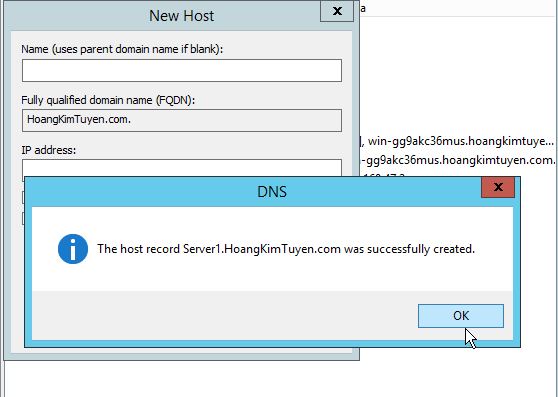 New Host
X
a
Name (uses parent domain name if blank):
Fully qualified domain name (FQDN):
HoangKimTuyen.com.
IP address:
], win-gg9akc36mus.hoangkimtuye...
-gg9akc36mus.hoangkimtuyen.com.
DNS
X
The host record Server1.HoangKimTuyen.com was successfully created.
OK